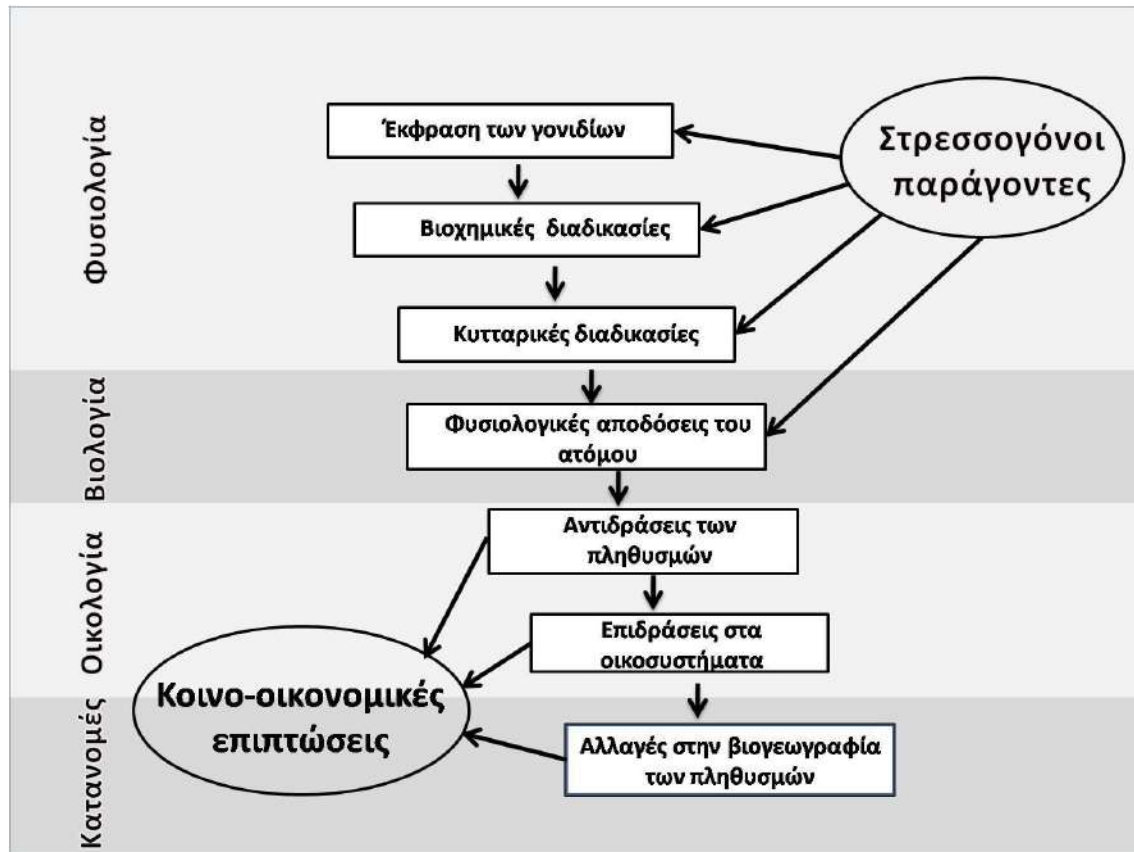 Φυσιολογία
Έκφραση των γονιδίων
Στρεσσογόνοι
παράγοντες
Βιοχημικές διαδικασίες
Κυτταρικές διαδικασίες
Βιολογία
Φυσιολογικές αποδόσεις του
ατόμου
Οικολογία
Αντιδράσεις των
πληθυσμών
Επιδράσεις στα
οικοσυστήματα
Κοινο-οικονομικές
επιπτώσεις
Κατανομές
Αλλαγές στην βιογεωγραφία
των πληθυσμών